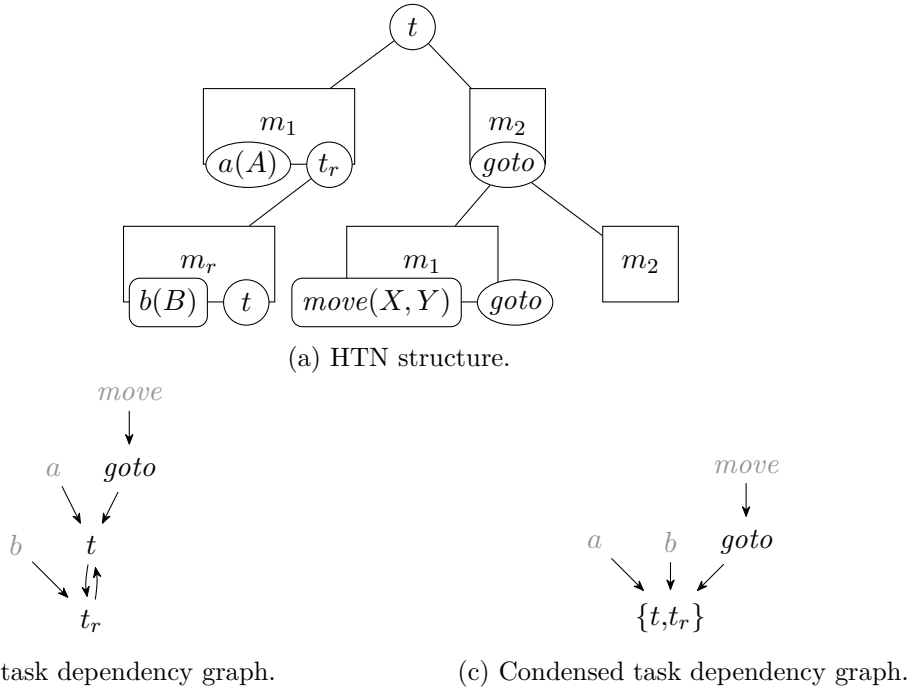 t
m₁ m₂
a(A) tᵣ goto
mᵣ m₁ m₂
b(B) t move(X, Y) goto
(a) HTN structure.
move
a goto
b t
tᵣ
task dependency graph.
move
a b goto
{t,tᵣ}
(c) Condensed task dependency graph.